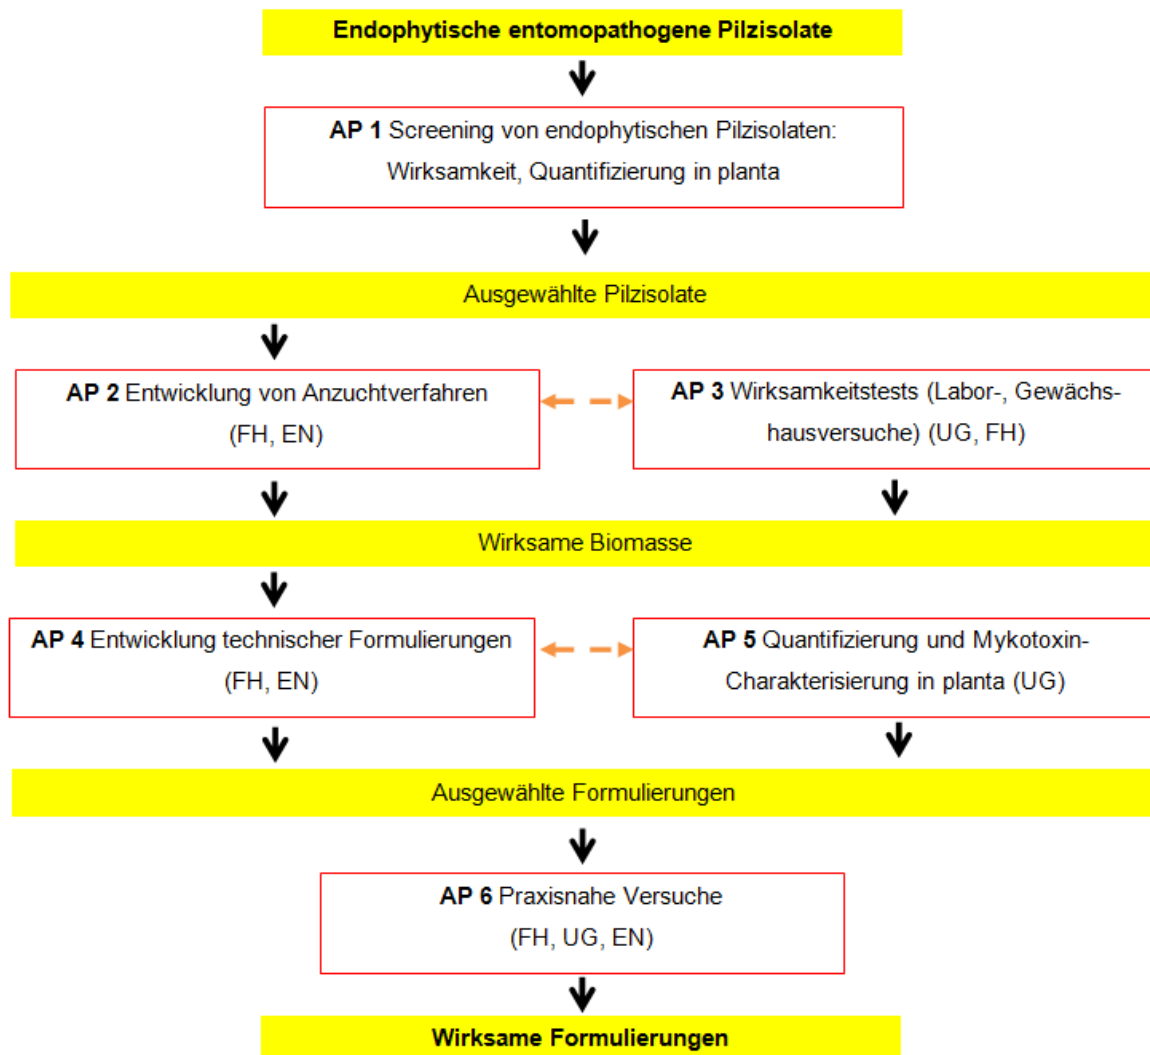 Endophytische entomopathogene Pilzisolate
AP 1 Screening von endophytischen Pilzisolaten:
Wirksamkeit, Quantifizierung in planta
Ausgewählte Pilzisolate
AP 2 Entwicklung von Anzuchtverfahren
(FH, EN)
AP 3 Wirksamkeitstests (Labor-, Gewächs-
hausversuche) (UG, FH)
Wirksame Biomasse
AP 4 Entwicklung technischer Formulierungen
(FH, EN)
AP 5 Quantifizierung und Mykotoxin-
Charakterisierung in planta (UG)
Ausgewählte Formulierungen
AP 6 Praxisnahe Versuche
(FH, UG, EN)
Wirksame Formulierungen